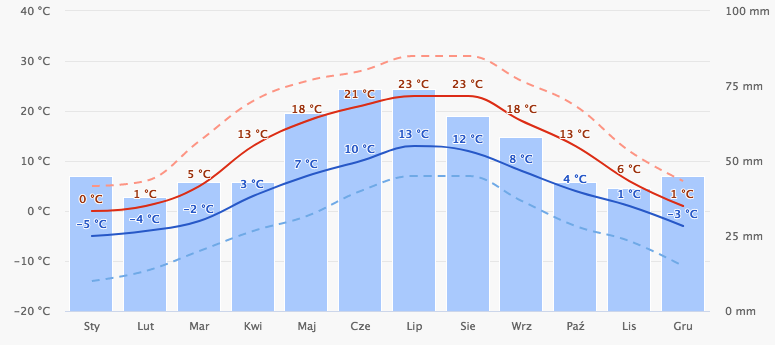 40 °C
100 mm
30 °C
75 mm
20 °C
10 °C
50 mm
0 °C
25 mm
−10 °C
−20 °C
0 mm
0 °C
1 °C
5 °C
13 °C
18 °C
21 °C
23 °C
23 °C
18 °C
13 °C
6 °C
1 °C
−5 °C
−4 °C
−2 °C
3 °C
7 °C
10 °C
13 °C
12 °C
8 °C
4 °C
1 °C
−3 °C
Sty
Lut
Mar
Kwi
Maj
Cze
Lip
Sie
Wrz
Paź
Lis
Gru